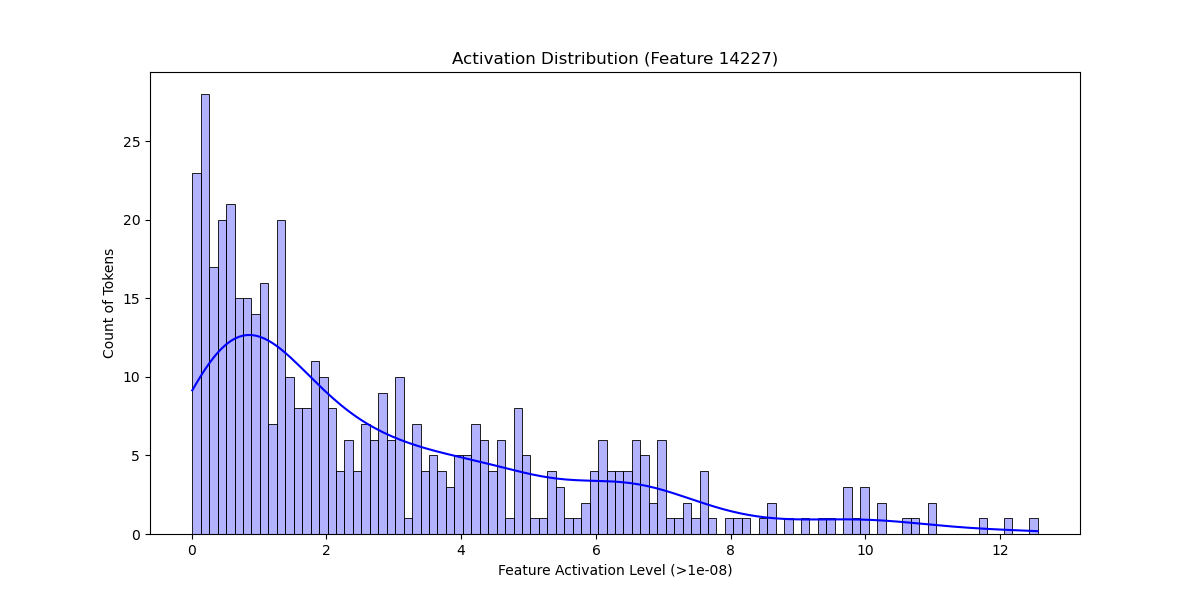 Activation Distribution (Feature 14227)
25
20
15
10
5
0
Count of Tokens
0 2 4 6 8 10 12
Feature Activation Level (>1e-08)